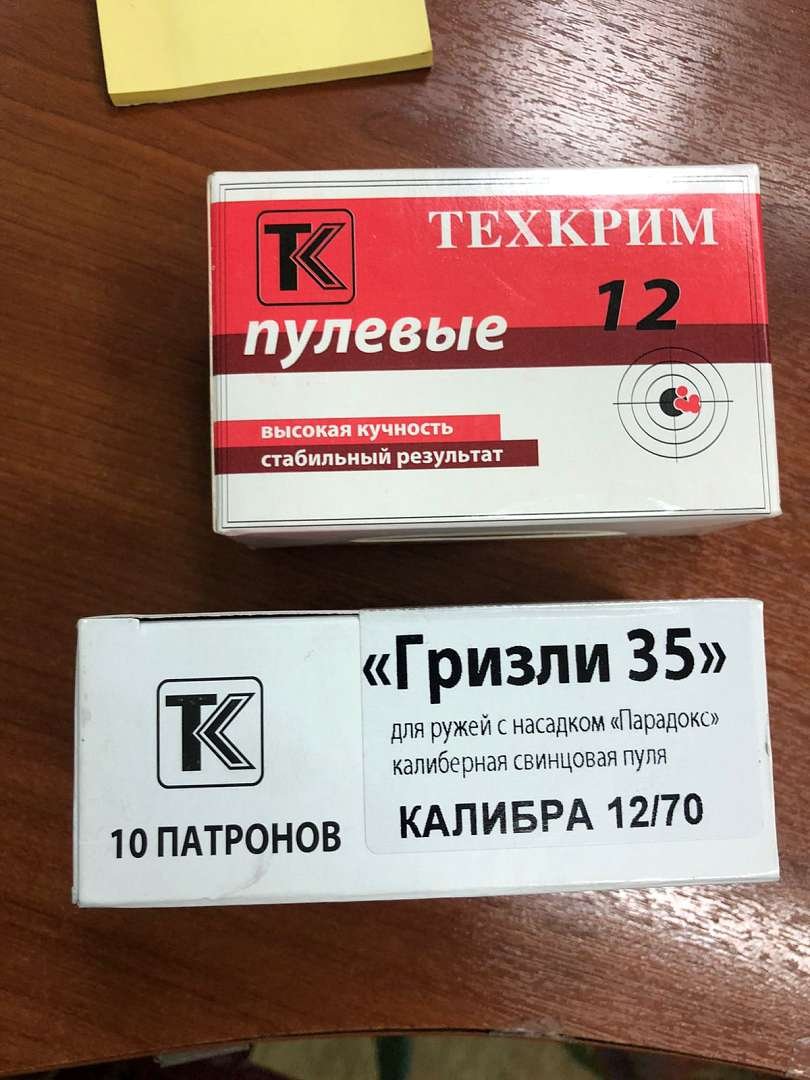 ТК
ТЕХКРИМ
12
пулевые
высокая кучность
стабильный результат
ТК
10 ПАТРОНОВ
«Гризли 35»
для ружей с насадком «Парадокс»
калиберная свинцовая пуля
КАЛИБРА 12/70